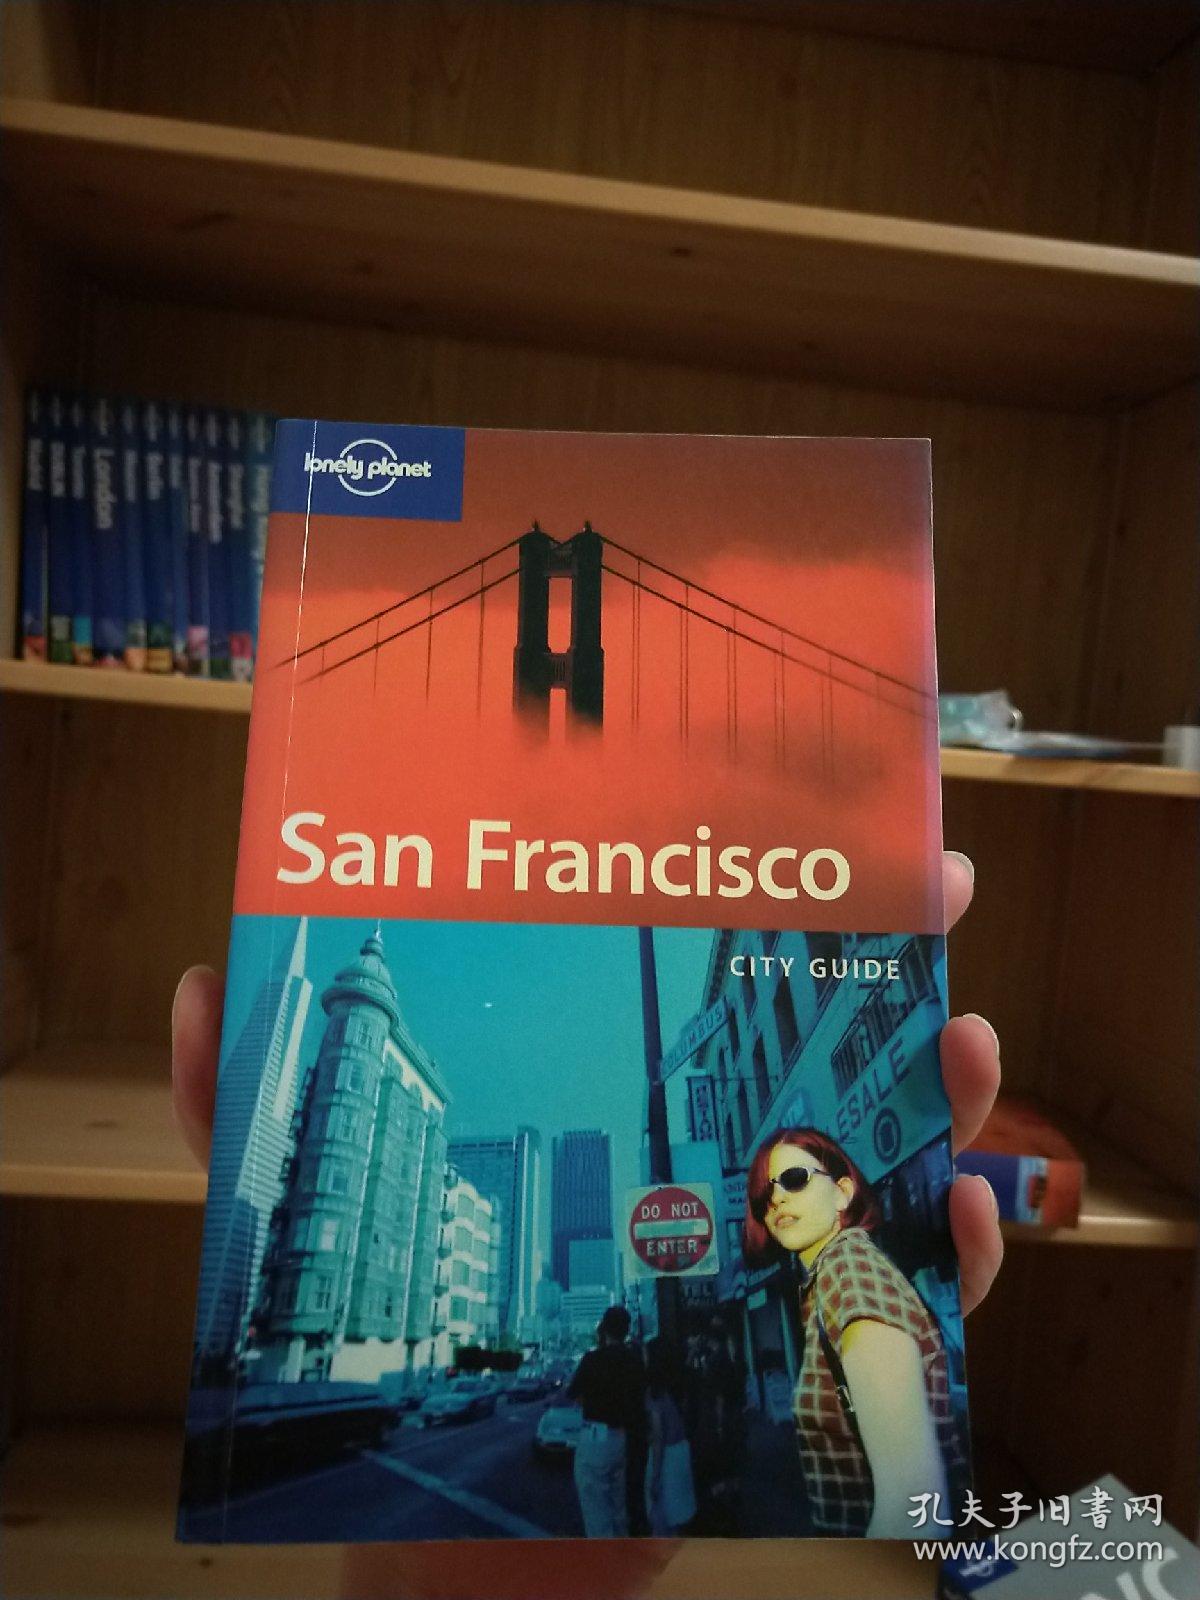 London
lonely planet
San Francisco
CITY GUIDE
COLUMBUS
ESALE
DO NOT
ENTER
TEL
孔夫子旧书网
www.kongfz.com